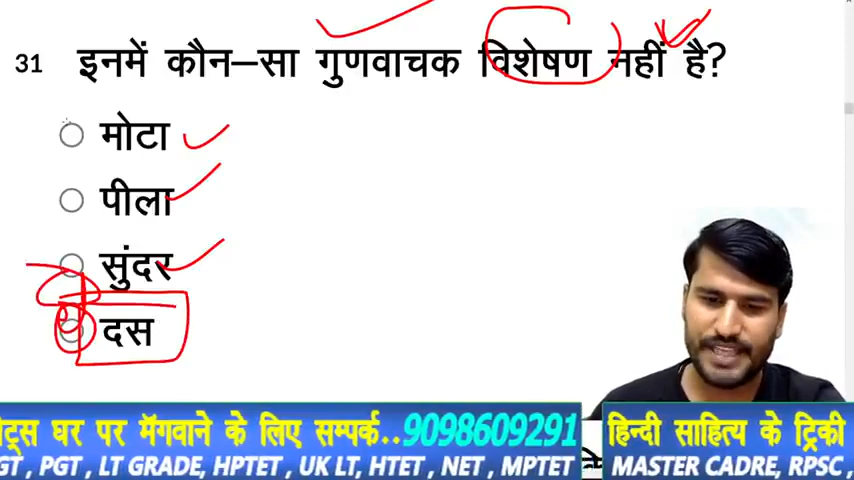 31 इनमें कौन–सा गुणवाचक विशेषण नहीं है?
मोटा
पीला
सुंदर
दस
घर पर मॅगवाने के लिए सम्पर्क..9098609291
हिन्दी साहित्य के ट्रिकी
PGT , LT GRADE, HPTET , UK LT, HTET , NET , MPTET
MASTER CADRE, RPSC ,